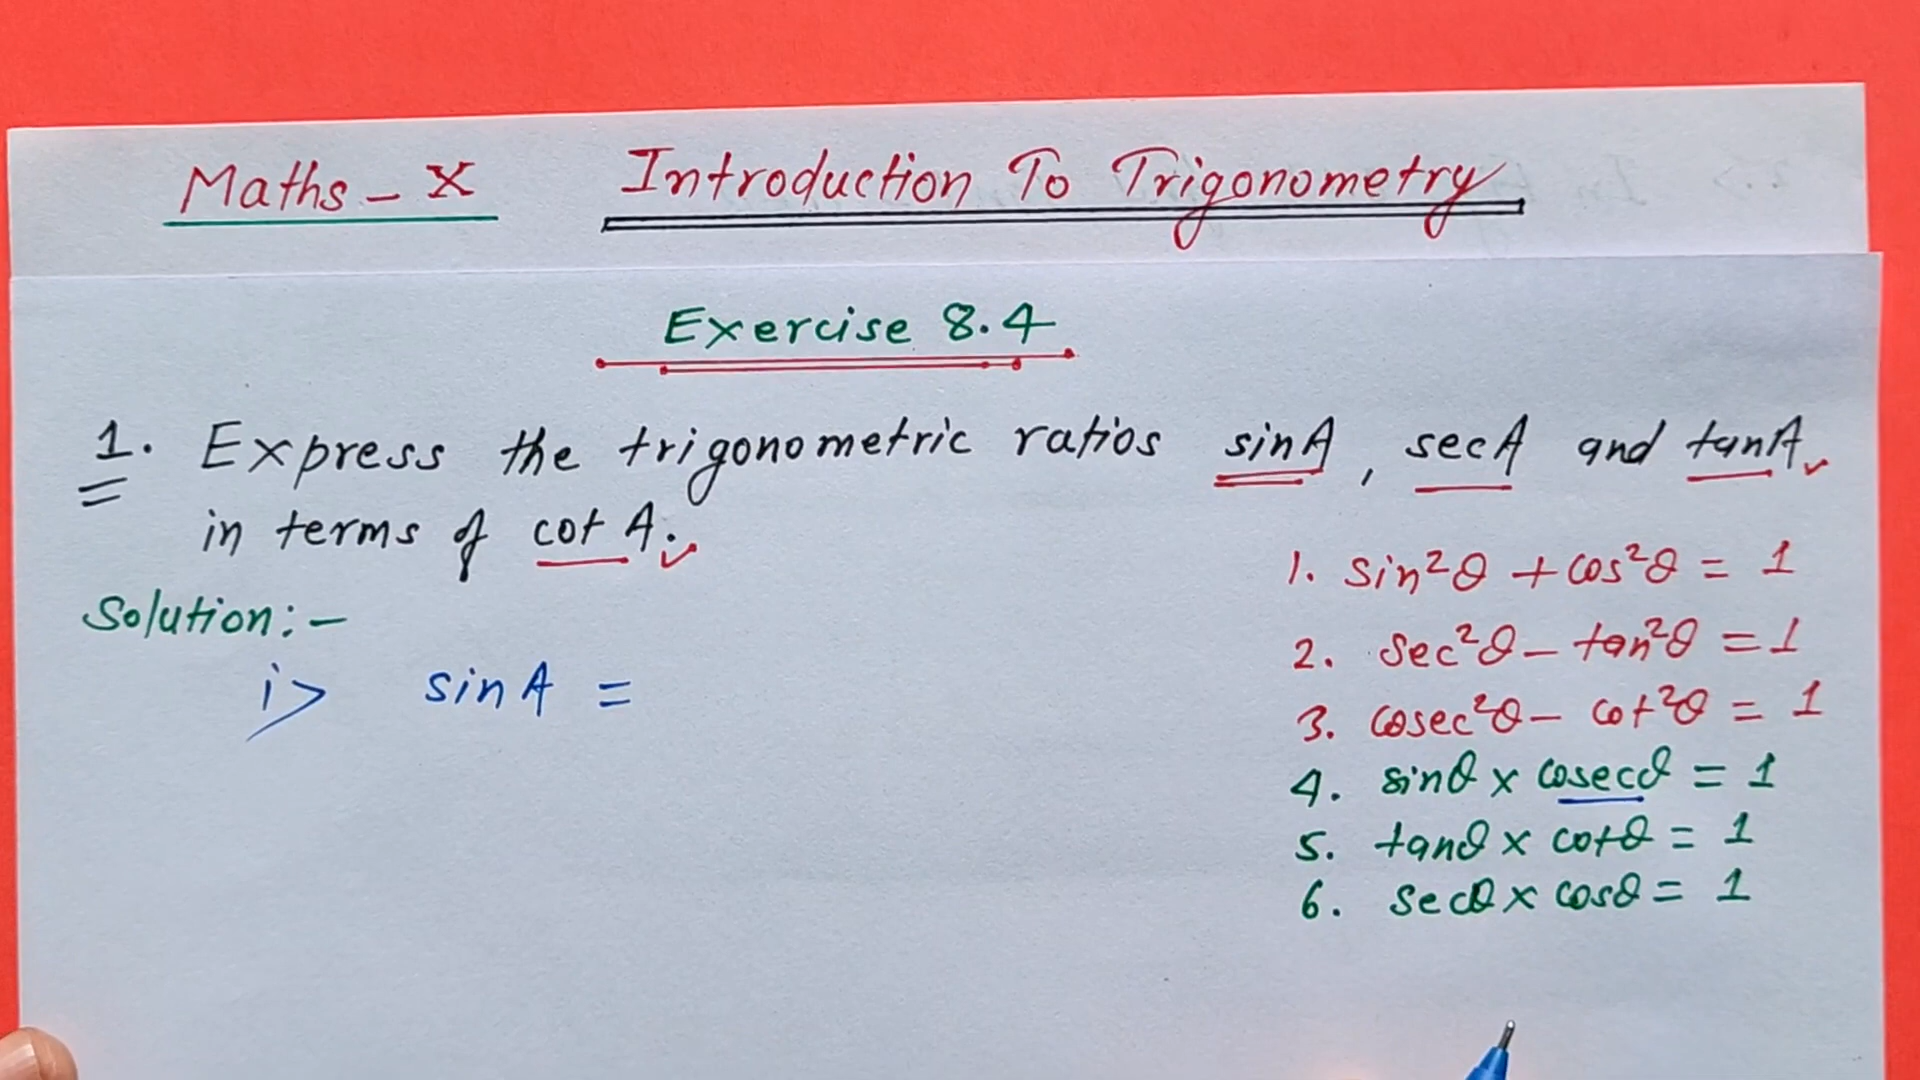 Maths - X Introduction To Trigonometry
Exercise 8.4
1. Express the trigonometric ratios sinA, secA and tanA
in terms of cot A.
Solution:-
i> sinA =
1. sin²θ + cos²θ = 1
2. sec²θ - tan²θ = 1
3. cosec²θ - cot²θ = 1
4. sinθ x cosecθ = 1
5. tanθ x cotθ = 1
6. secθ x cosθ = 1